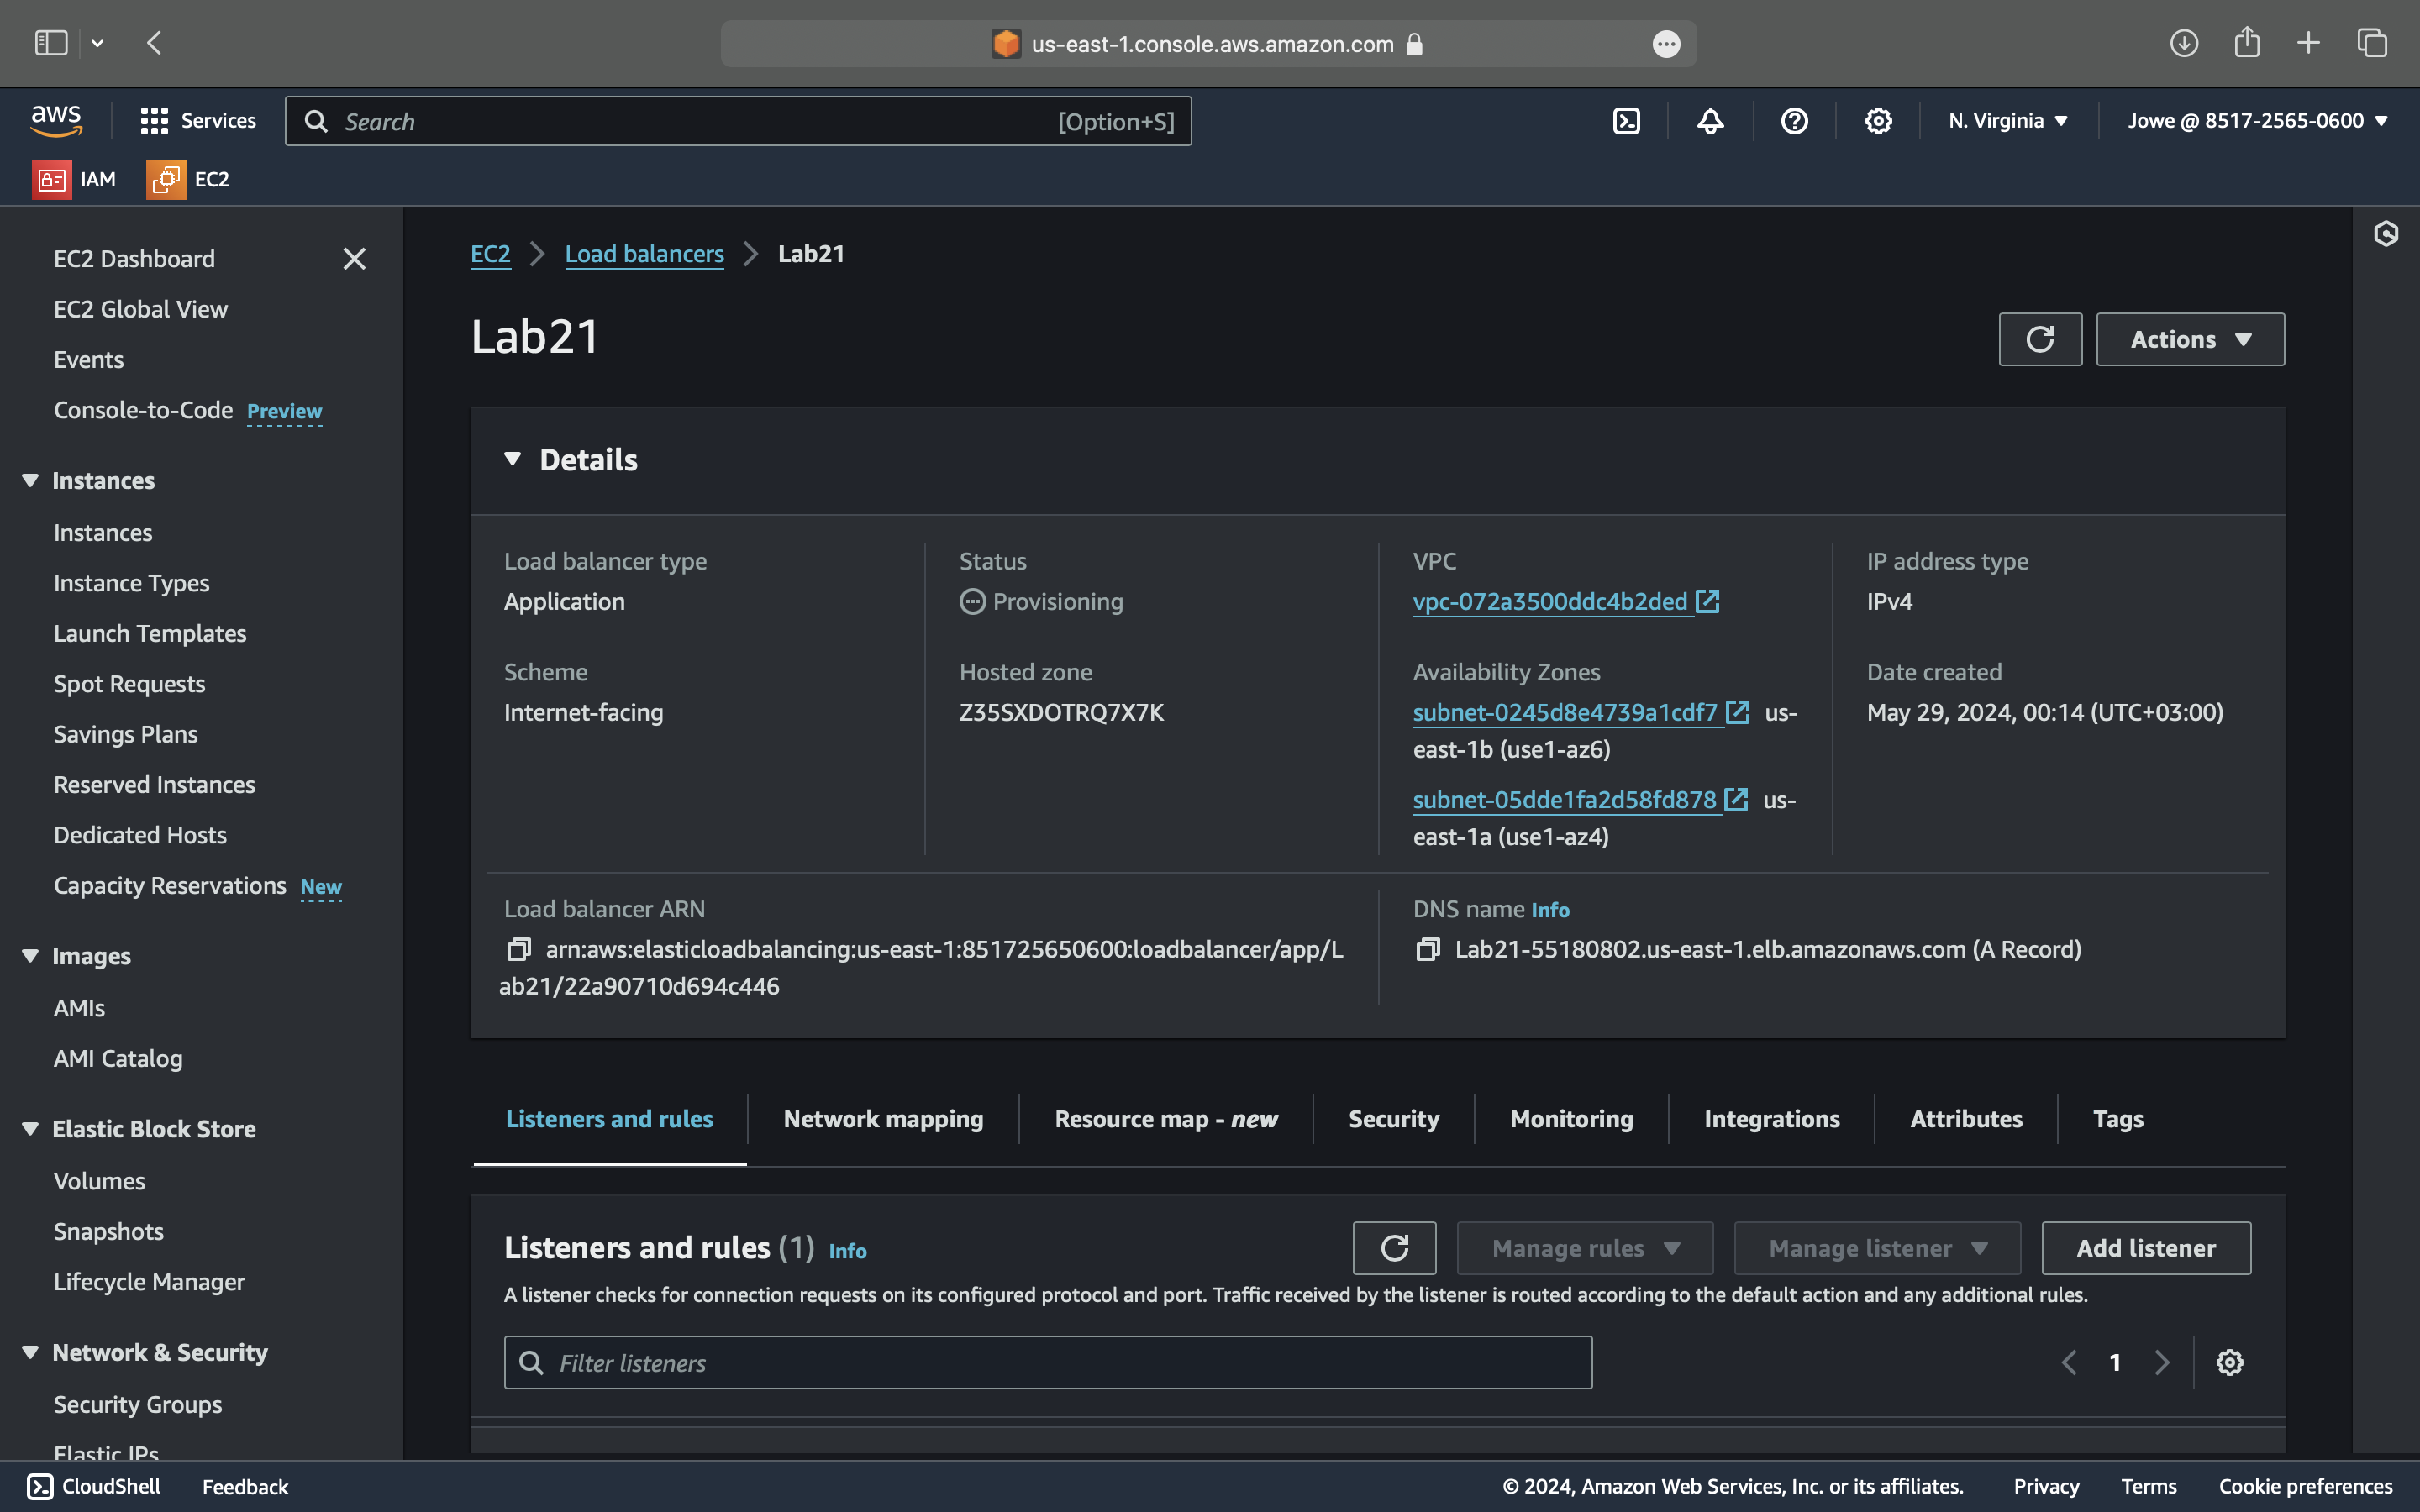 us-east-1.console.aws.amazon.com
aws
Services
Search
[Option+S]
N. Virginia
Jowe @ 8517-2565-0600
IAM
EC2
EC2 Dashboard
EC2 Global View
Events
Console-to-Code Preview
Instances
Instances
Instance Types
Launch Templates
Spot Requests
Savings Plans
Reserved Instances
Dedicated Hosts
Capacity Reservations New
Images
AMIs
AMI Catalog
Elastic Block Store
Volumes
Snapshots
Lifecycle Manager
Network & Security
Security Groups
Elastic IPs
EC2
Load balancers
Lab21
Lab21
Actions
Details
Load balancer type
Application
Status
Provisioning
VPC
vpc-072a3500ddc4b2ded
IP address type
IPv4
Scheme
Internet-facing
Hosted zone
Z35SXDOTRQ7X7K
Availability Zones
subnet-0245d8e4739a1cdf7 us-
east-1b (use1-az6)
subnet-05dde1fa2d58fd878 us-
east-1a (use1-az4)
Date created
May 29, 2024, 00:14 (UTC+03:00)
Load balancer ARN
arn:aws:elasticloadbalancing:us-east-1:851725650600:loadbalancer/app/L
ab21/22a90710d694c446
DNS name Info
Lab21-55180802.us-east-1.elb.amazonaws.com (A Record)
Listeners and rules
Network mapping
Resource map - new
Security
Monitoring
Integrations
Attributes
Tags
Listeners and rules (1) Info
Manage rules
Manage listener
Add listener
A listener checks for connection requests on its configured protocol and port. Traffic received by the listener is routed according to the default action and any additional rules.
Filter listeners
1
CloudShell
Feedback
© 2024, Amazon Web Services, Inc. or its affiliates.
Privacy
Terms
Cookie preferences